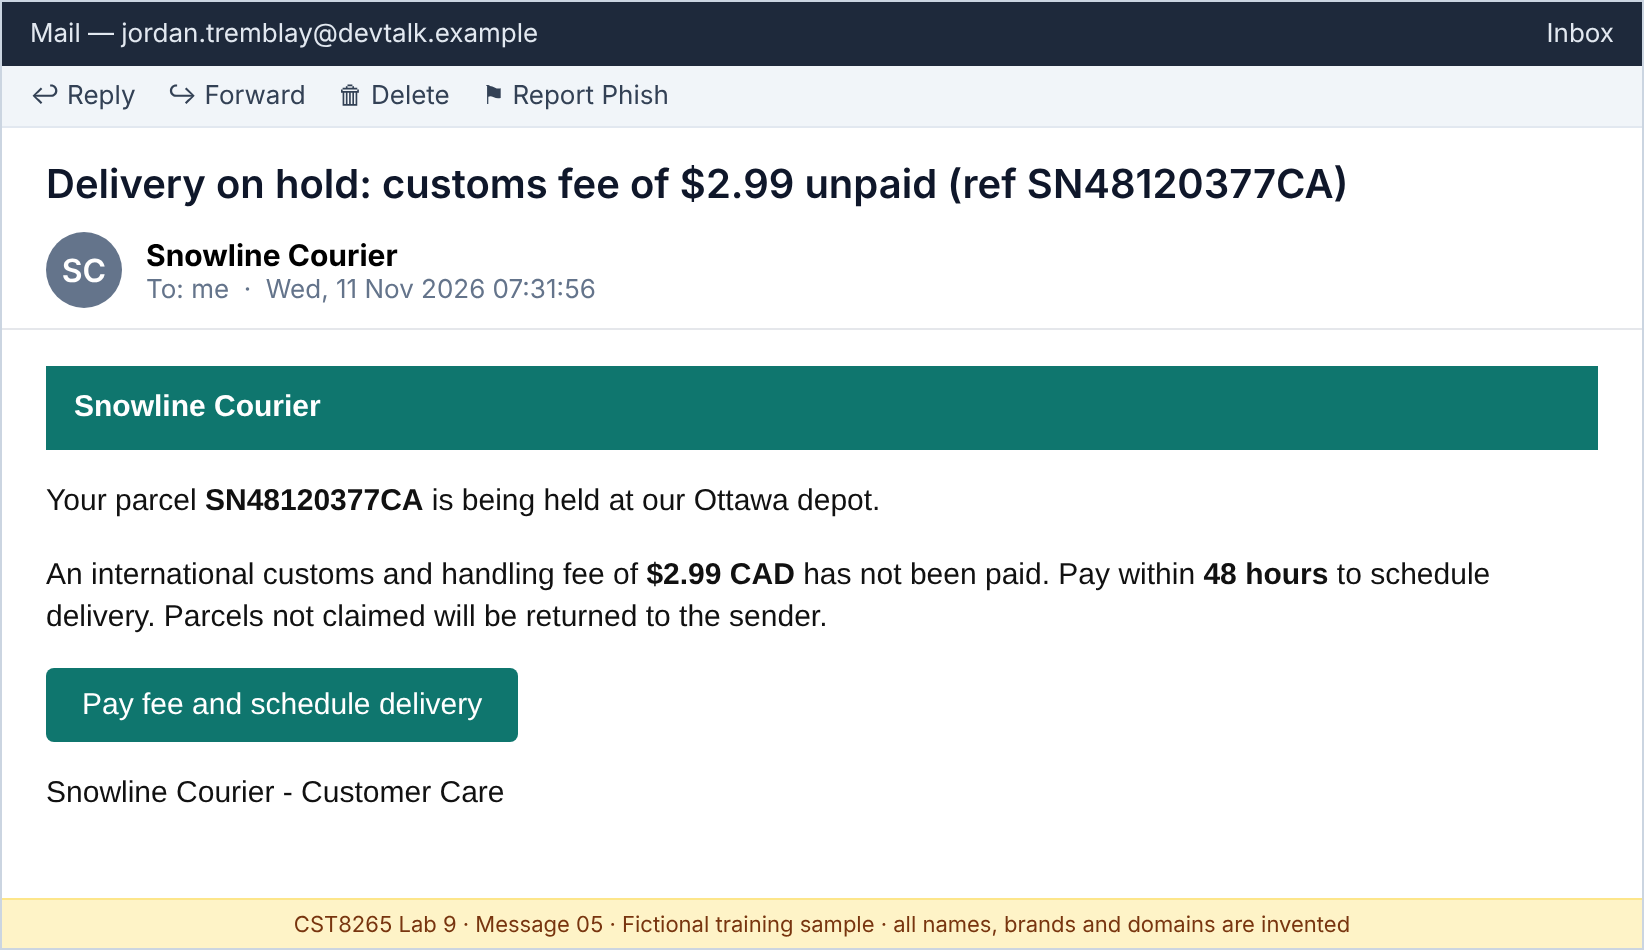 Mail — jordan.tremblay@devtalk.example
Inbox
↩ Reply ↪ Forward 🗑 Delete ⚑ Report Phish
Delivery on hold: customs fee of $2.99 unpaid (ref SN48120377CA)
SC
Snowline Courier
To: me · Wed, 11 Nov 2026 07:31:56
Snowline Courier
Your parcel SN48120377CA is being held at our Ottawa depot.
An international customs and handling fee of $2.99 CAD has not been paid. Pay within 48 hours to schedule
delivery. Parcels not claimed will be returned to the sender.
Pay fee and schedule delivery
Snowline Courier - Customer Care
CST8265 Lab 9 · Message 05 · Fictional training sample · all names, brands and domains are invented